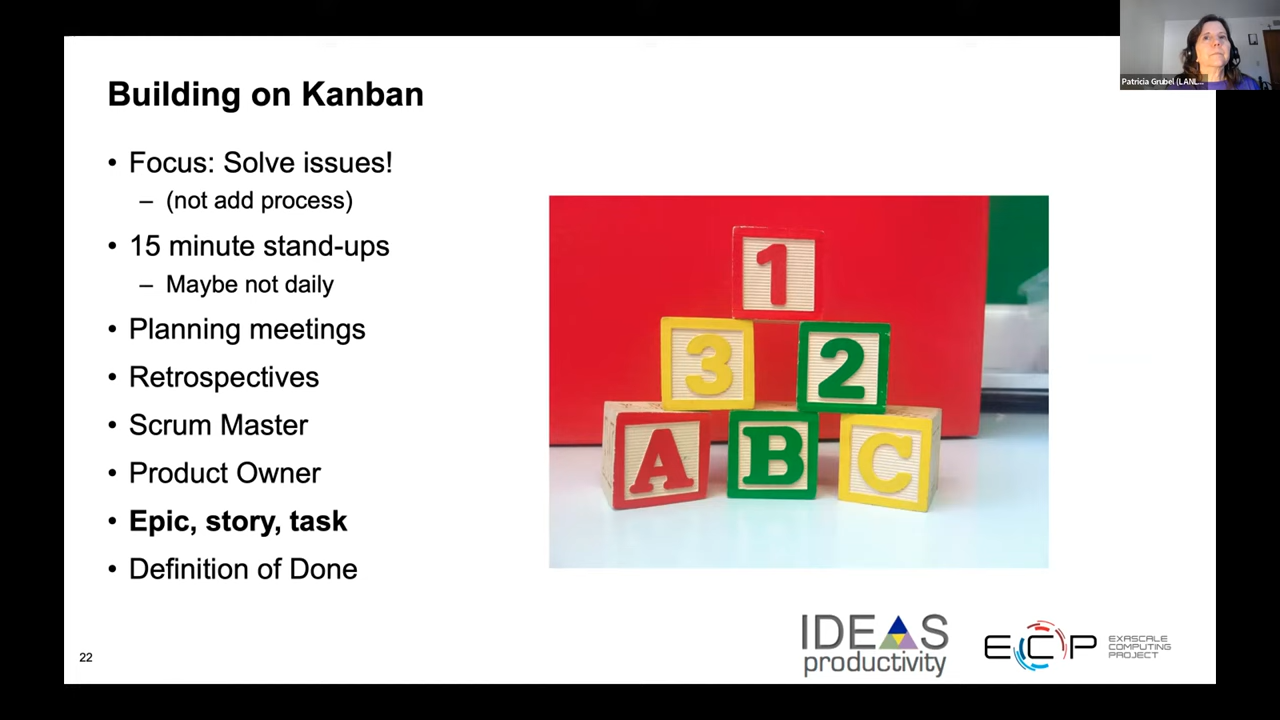 Patricia Grubel (LANL...
Building on Kanban
• Focus: Solve issues!
– (not add process)
• 15 minute stand-ups
– Maybe not daily
• Planning meetings
• Retrospectives
• Scrum Master
• Product Owner
• Epic, story, task
• Definition of Done
1
3 2
A B C
22
IDEAS
productivity
ECP
EXASCALE
COMPUTING
PROJECT